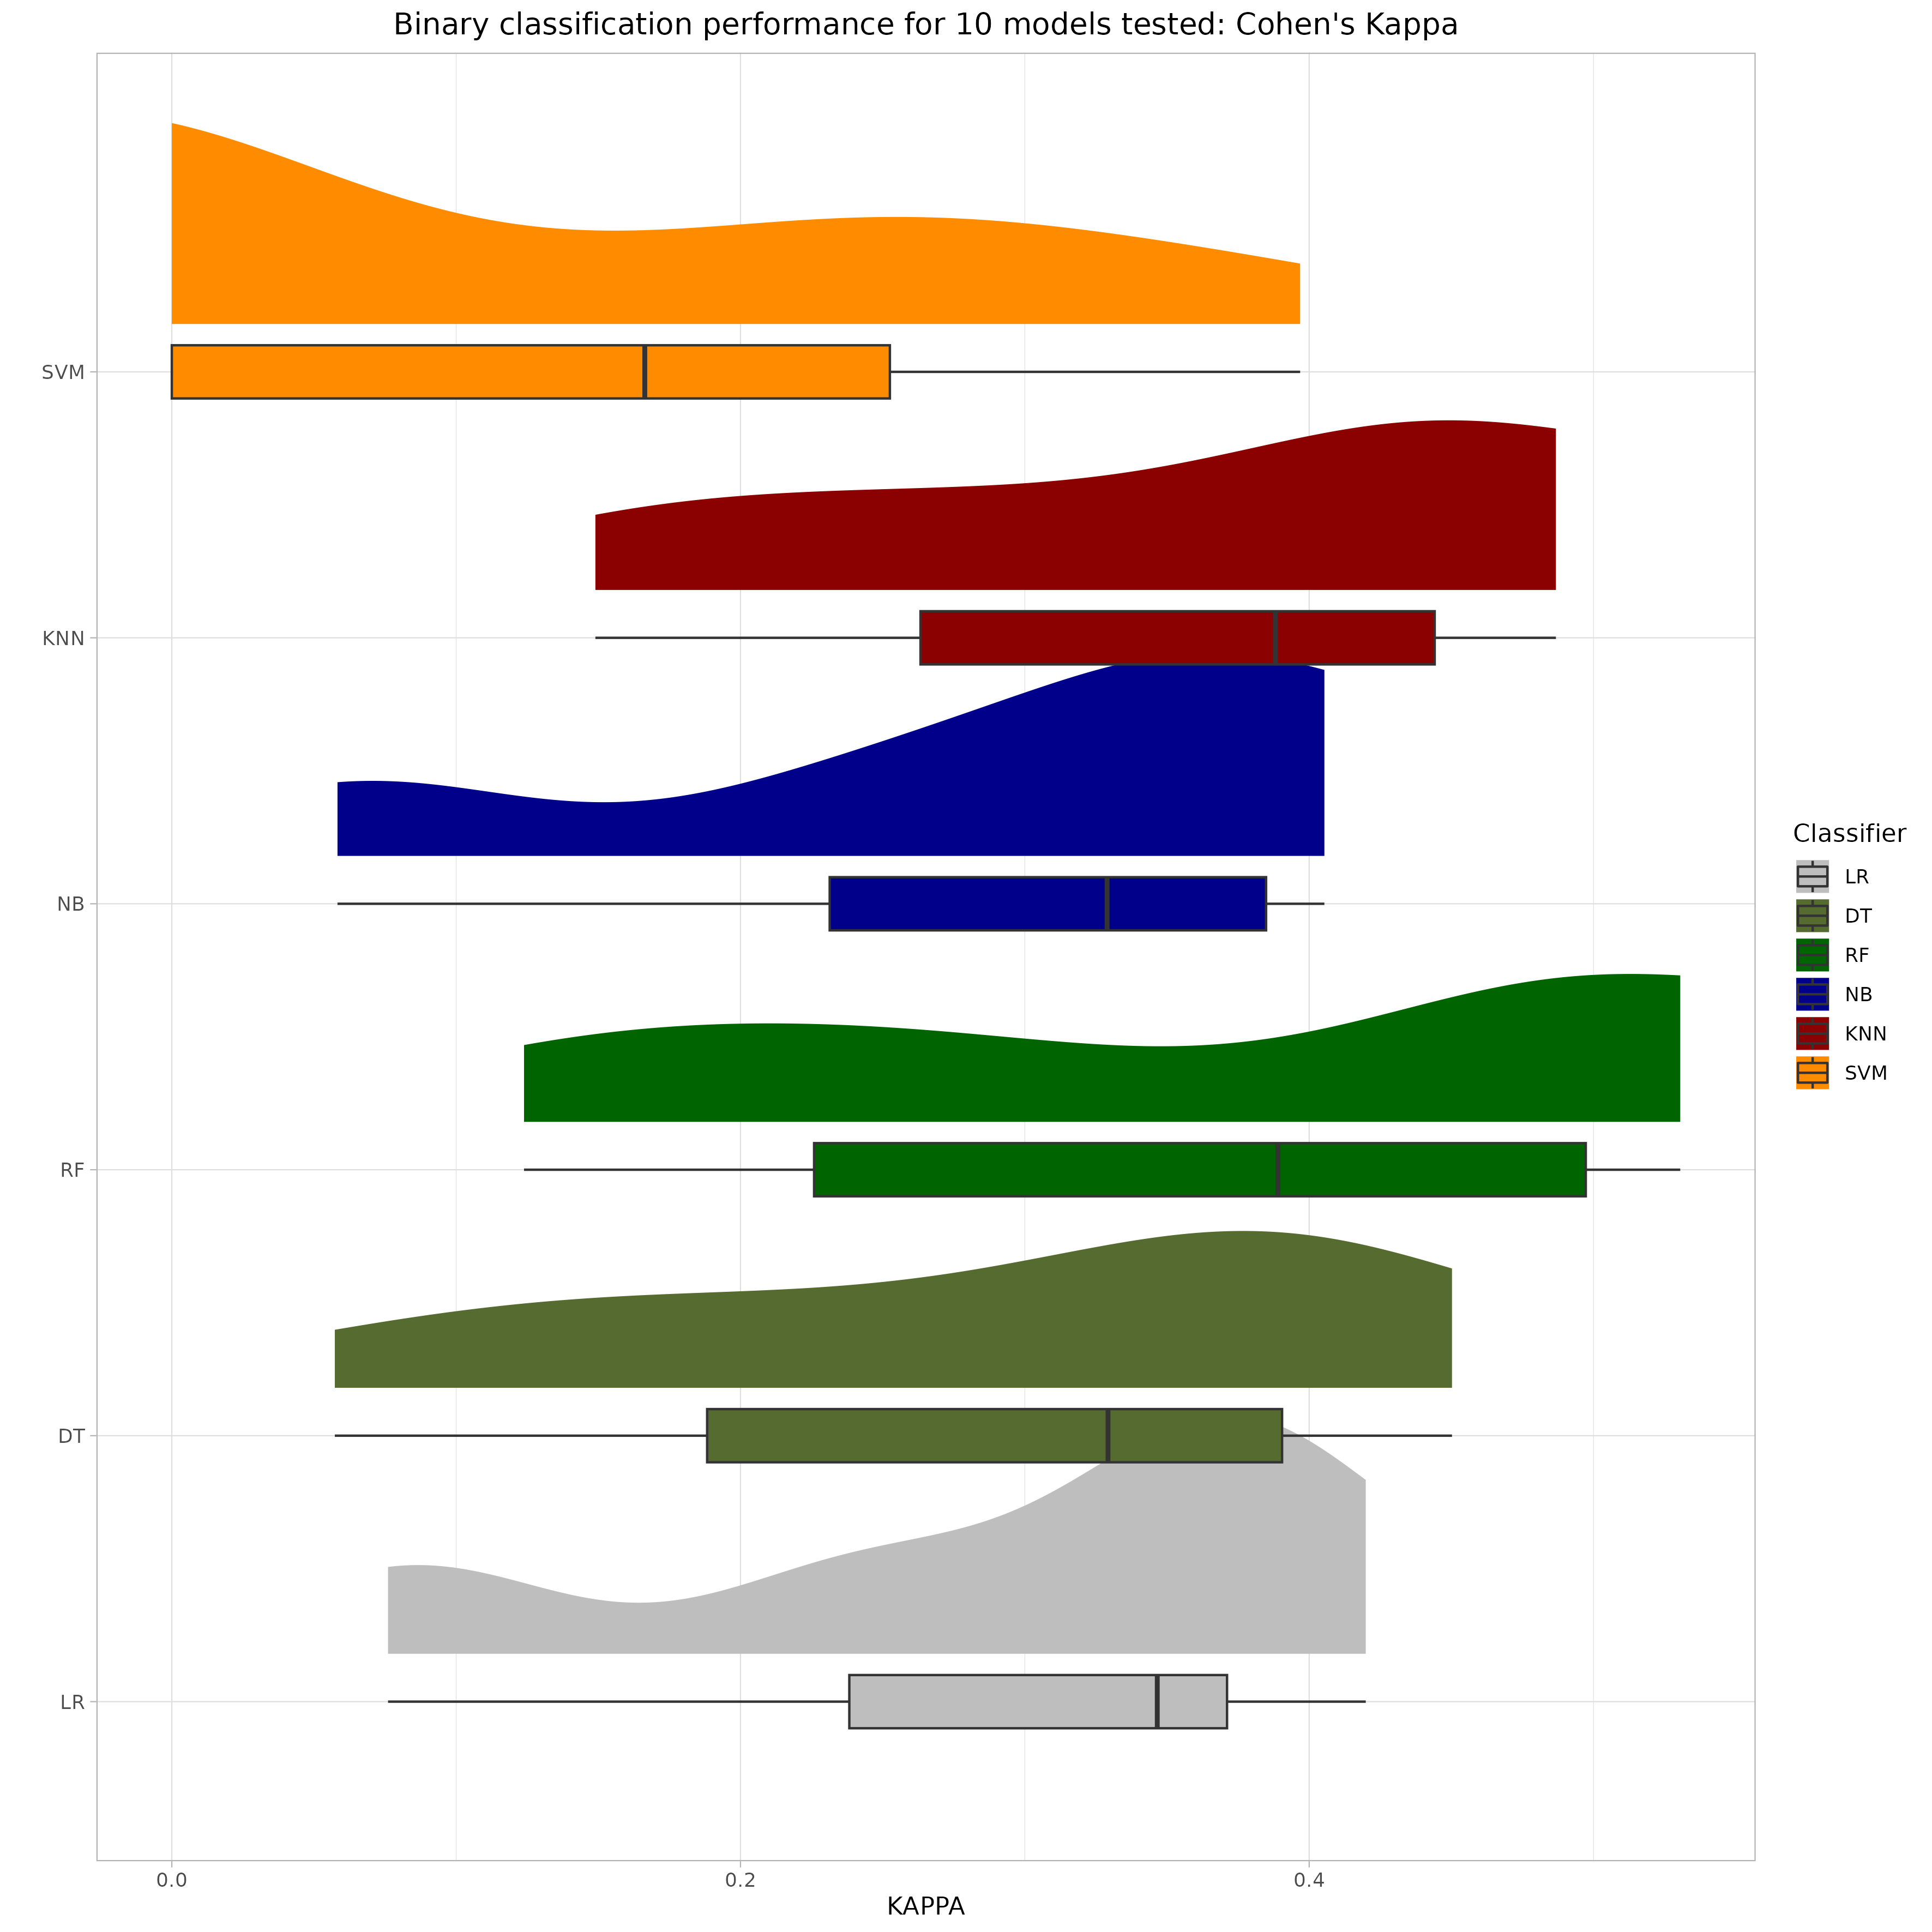 Binary classification performance for 10 models tested: Cohen's Kappa
SVM
KNN
NB
RF
DT
LR
0.0
0.2
0.4
KAPPA
Classifier
LR
DT
RF
NB
KNN
SVM